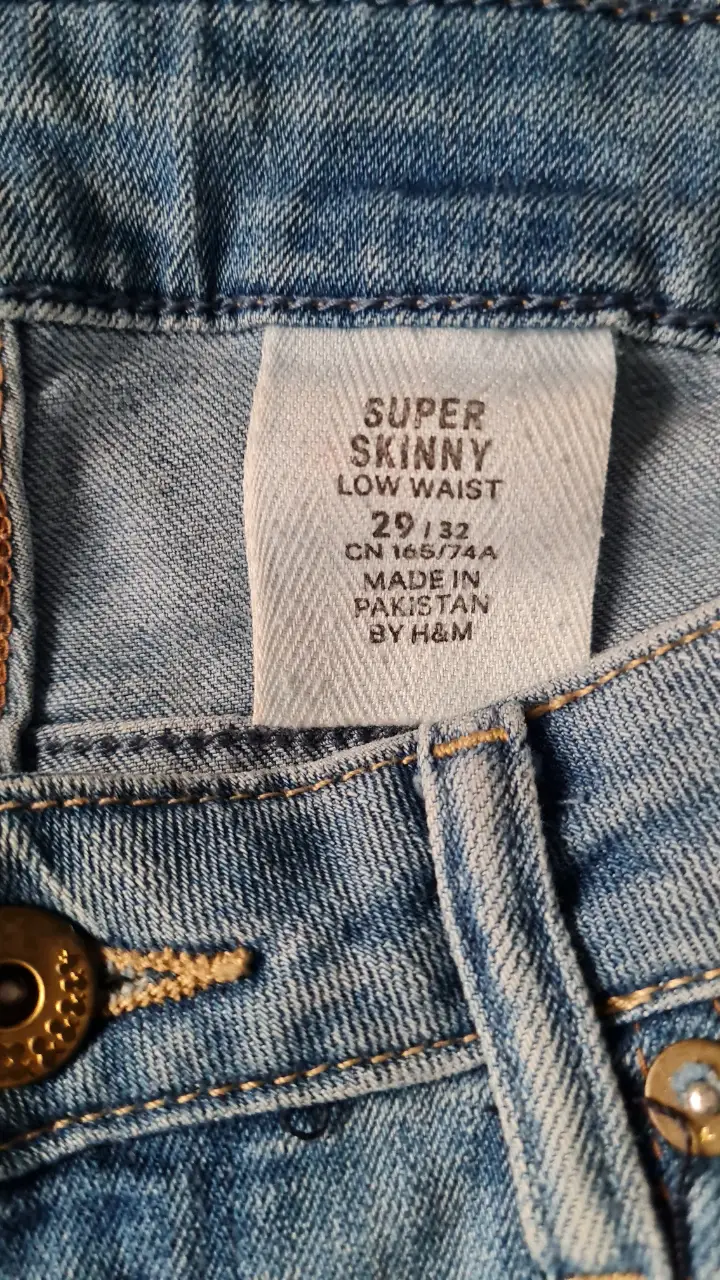 SUPER
SKINNY
LOW WAIST
29 / 32
CN 165/74A
MADE IN
PAKISTAN
BY H&M